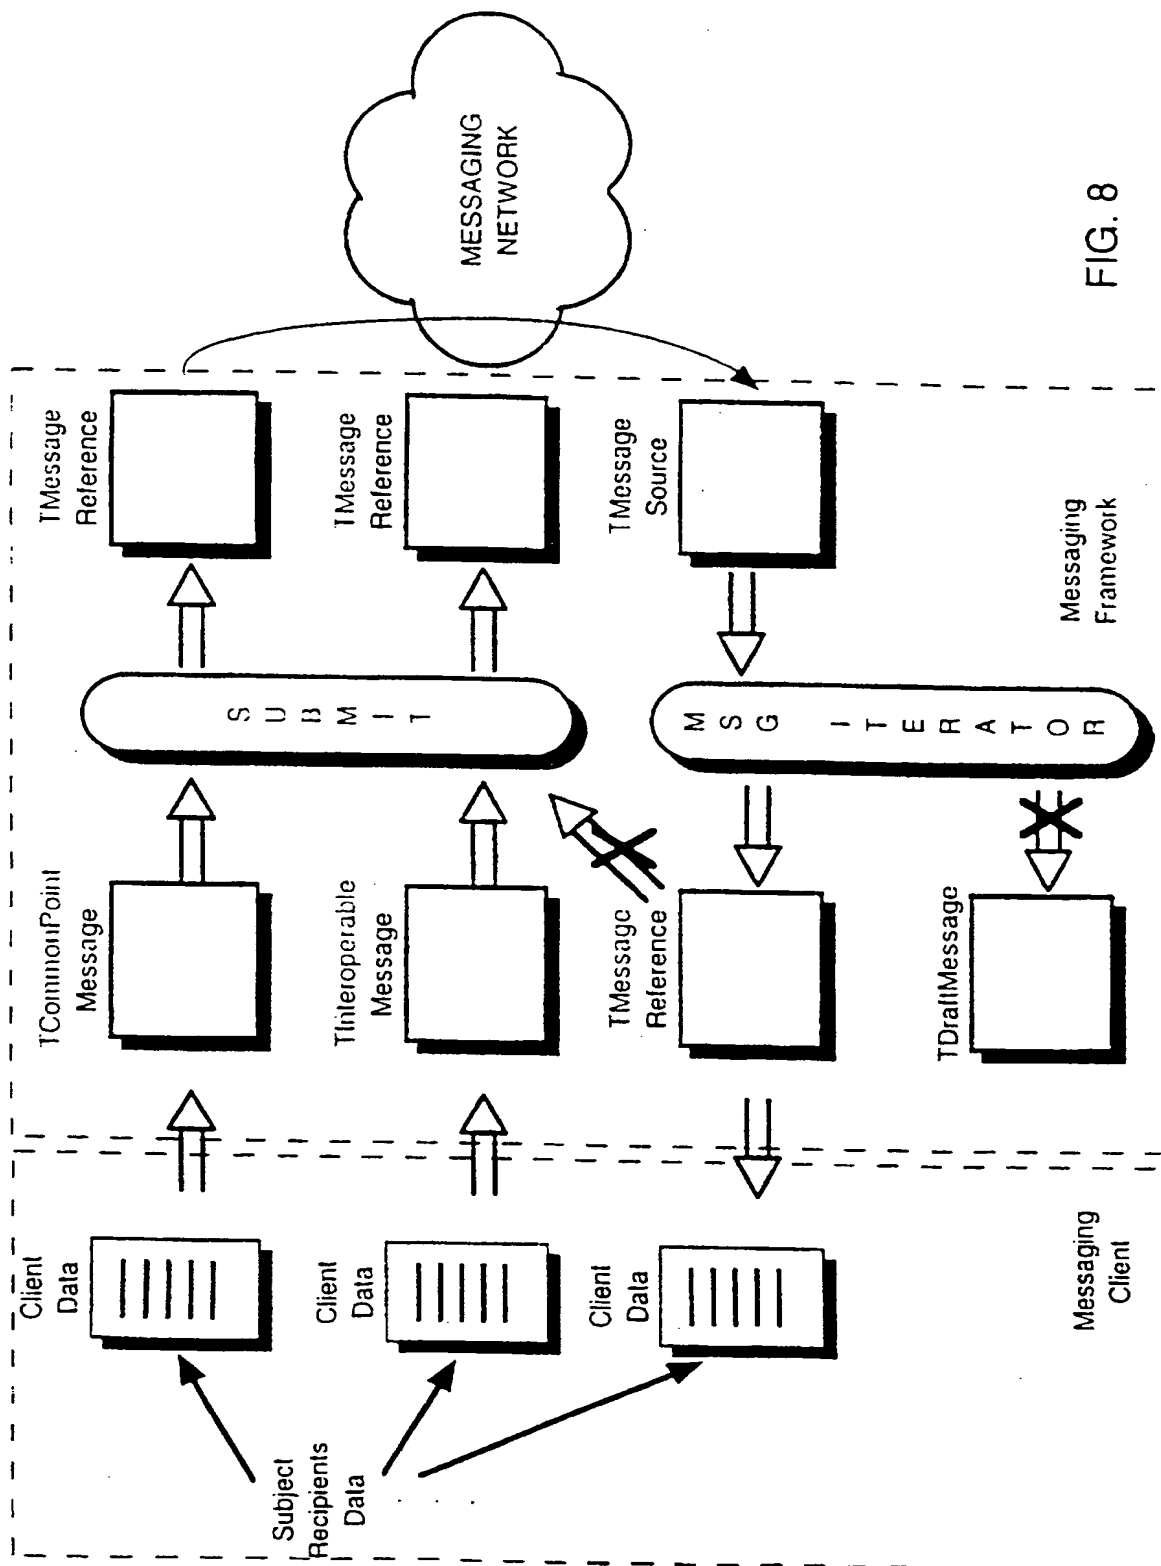 Client
Data
TCommonPoint
Message
SUBMIT
TMessage
Reference
Subject
Recipients
Data
Client
Data
TInteroperable
Message
TMessage
Reference
MESSAGING
NETWORK
Client
Data
TMessage
Reference
MSG ITERATOR
TMessage
Source
TDraftMessage
Messaging
Client
Messaging
Framework
FIG. 8